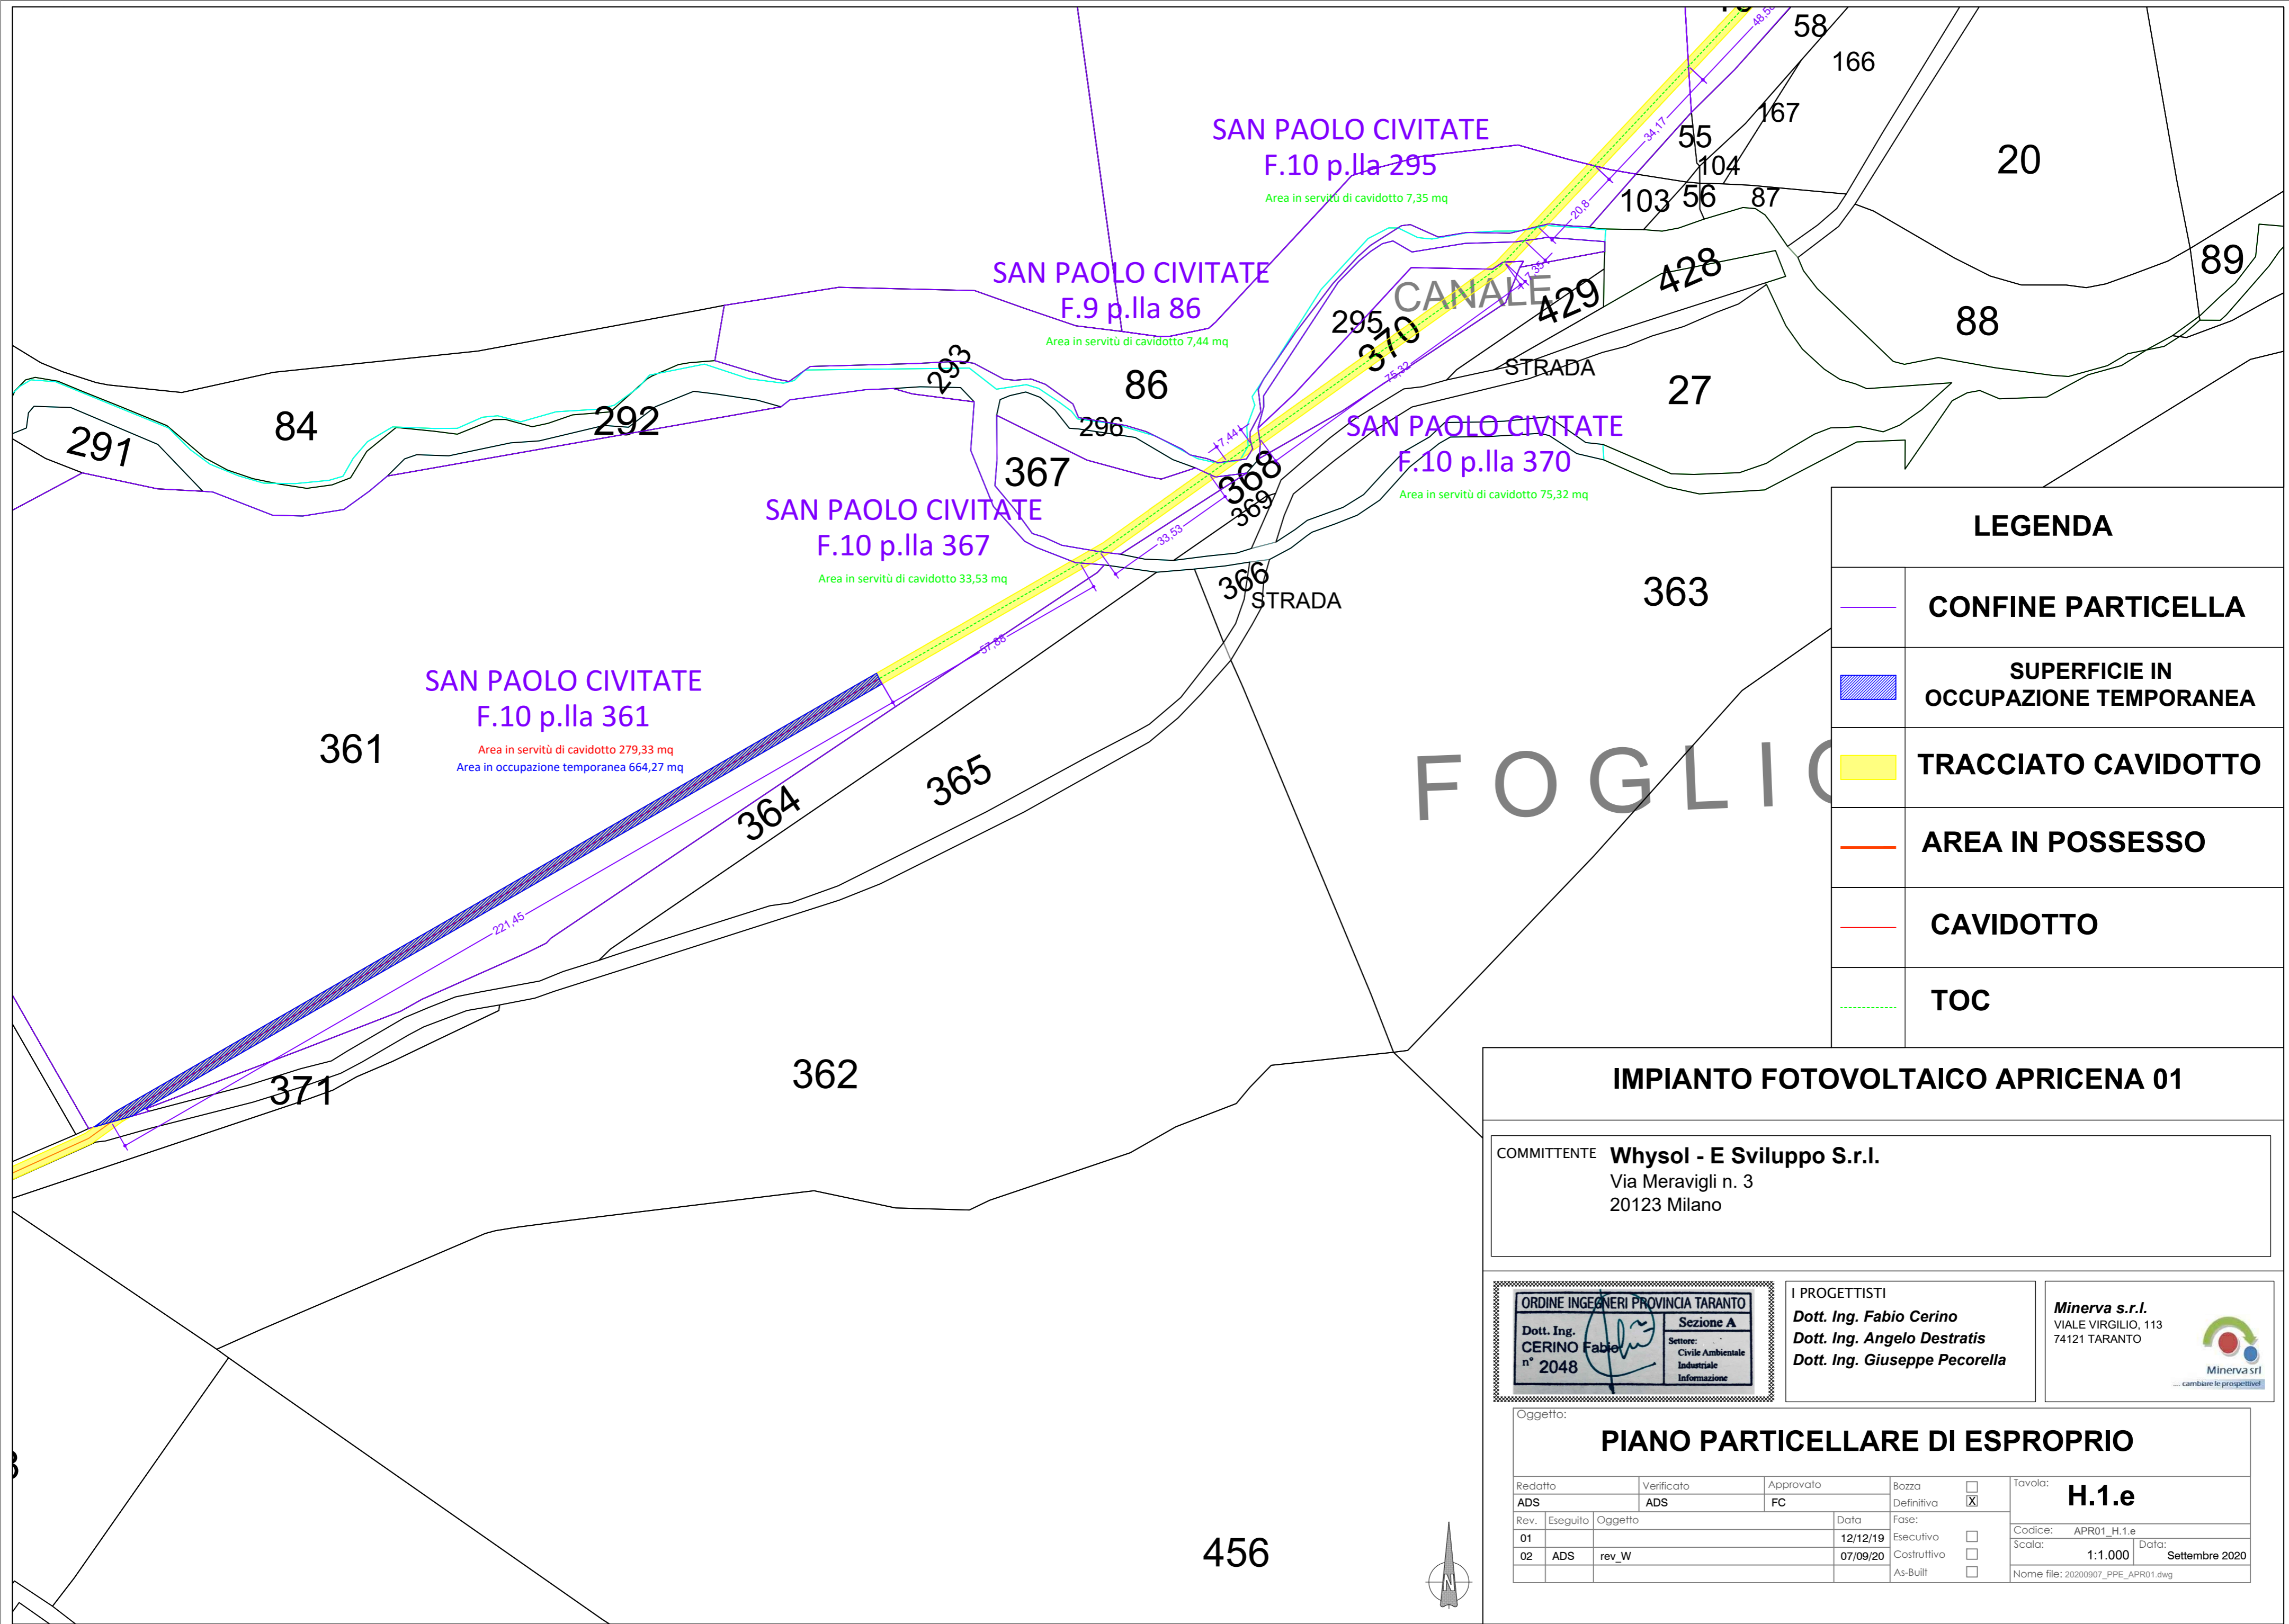 48,58
58
166
167
SAN PAOLO CIVITATE
F.10 p.lla 295
Area in servitù di cavidotto 7,35 mq
34,17
55
104
20
103
56
87
20,8
SAN PAOLO CIVITATE
F.9 p.lla 86
Area in servitù di cavidotto 7,44 mq
7,35
CANALE
429
428
89
295
370
88
75,32
STRADA
293
86
27
84
292
296
291
7,44
SAN PAOLO CIVITATE
F.10 p.lla 370
Area in servitù di cavidotto 75,32 mq
367
368
369
SAN PAOLO CIVITATE
F.10 p.lla 367
Area in servitù di cavidotto 33,53 mq
33,53
366
STRADA
363
57,88
SAN PAOLO CIVITATE
F.10 p.lla 361
Area in servitù di cavidotto 279,33 mq
Area in occupazione temporanea 664,27 mq
361
365
364
FOGLIO
221,45
371
362
456
LEGENDA
CONFINE PARTICELLA
SUPERFICIE IN
OCCUPAZIONE TEMPORANEA
TRACCIATO CAVIDOTTO
AREA IN POSSESSO
CAVIDOTTO
TOC
IMPIANTO FOTOVOLTAICO APRICENA 01
COMMITTENTE Whysol - E Sviluppo S.r.l.
Via Meravigli n. 3
20123 Milano
ORDINE INGEGNERI PROVINCIA TARANTO
Dott. Ing.
CERINO Fabio
n° 2048
Sezione A
Settore:
Civile Ambientale
Industriale
Informazione
I PROGETTISTI
Dott. Ing. Fabio Cerino
Dott. Ing. Angelo Destratis
Dott. Ing. Giuseppe Pecorella
Minerva s.r.l.
VIALE VIRGILIO, 113
74121 TARANTO
Minerva srl
.... cambiare le prospettive!
Oggetto:
PIANO PARTICELLARE DI ESPROPRIO
Redatto Verificato Approvato
ADS ADS FC
Rev. Eseguito Oggetto Data
01 12/12/19
02 ADS rev_W 07/09/20
Bozza
Definitiva X
Fase:
Esecutivo
Costruttivo
As-Built
Tavola: H.1.e
Codice: APR01_H.1.e
Scala: 1:1.000 Data: Settembre 2020
Nome file: 20200907_PPE_APR01.dwg
N